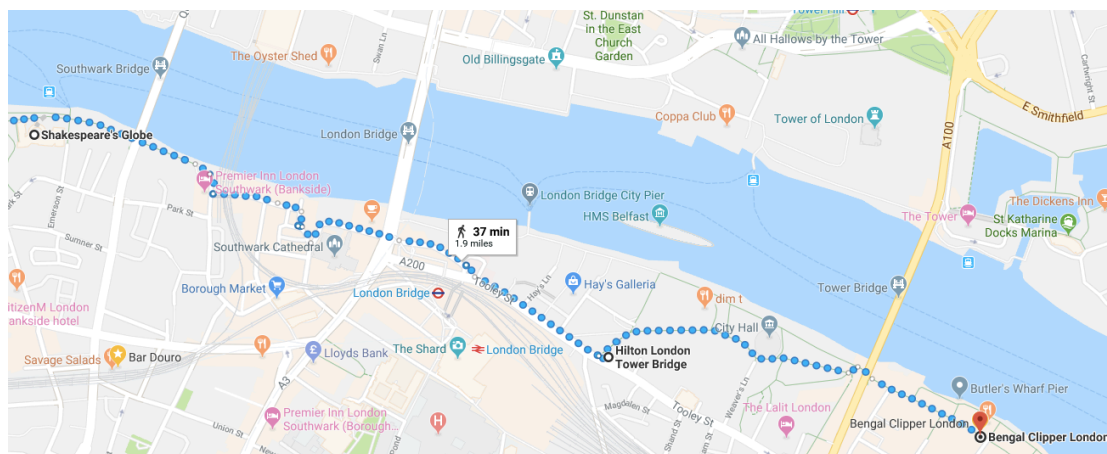 Tower Hill
St. Dunstan
in the East
Church
Garden
All Hallows by the Tower
The Oyster Shed
Swan Ln
Old Billingsgate
Southwark Bridge
Cartwright St
E Smithfield
Coppa Club
Tower of London
A100
London Bridge
Shakespeare's Globe
Premier Inn London
Southwark (Bankside)
London Bridge City Pier
The Dickens Inn
Emerson St
Park St
HMS Belfast
The Tower
St Katharine
Docks Marina
37 min
1.9 miles
Sumner St
Southwark Cathedral
A200
Tooley St
Hay's Ln
Hay's Galleria
Borough Market
London Bridge
Tower Bridge
dim t
citizenM London
Bankside hotel
City Hall
Savage Salads
Bar Douro
Lloyds Bank
The Shard
London Bridge
Hilton London
Tower Bridge
A3
Weaver's Ln
Butler's Wharf Pier
Magdalen St
Premier Inn London
Southwark (Borough...
Union St
Tooley St
Shand St
The Lalit London
Bengal Clipper London
Bengal Clipper London